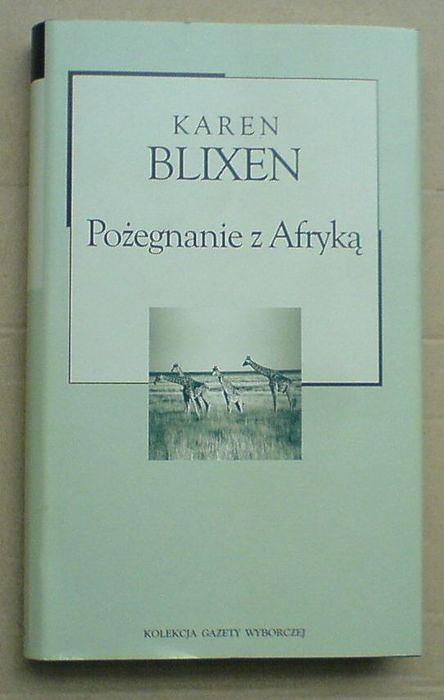 KAREN
BLIXEN
Pożegnanie z Afryką
KOLEKCJA GAZETY WYBORCZEJ